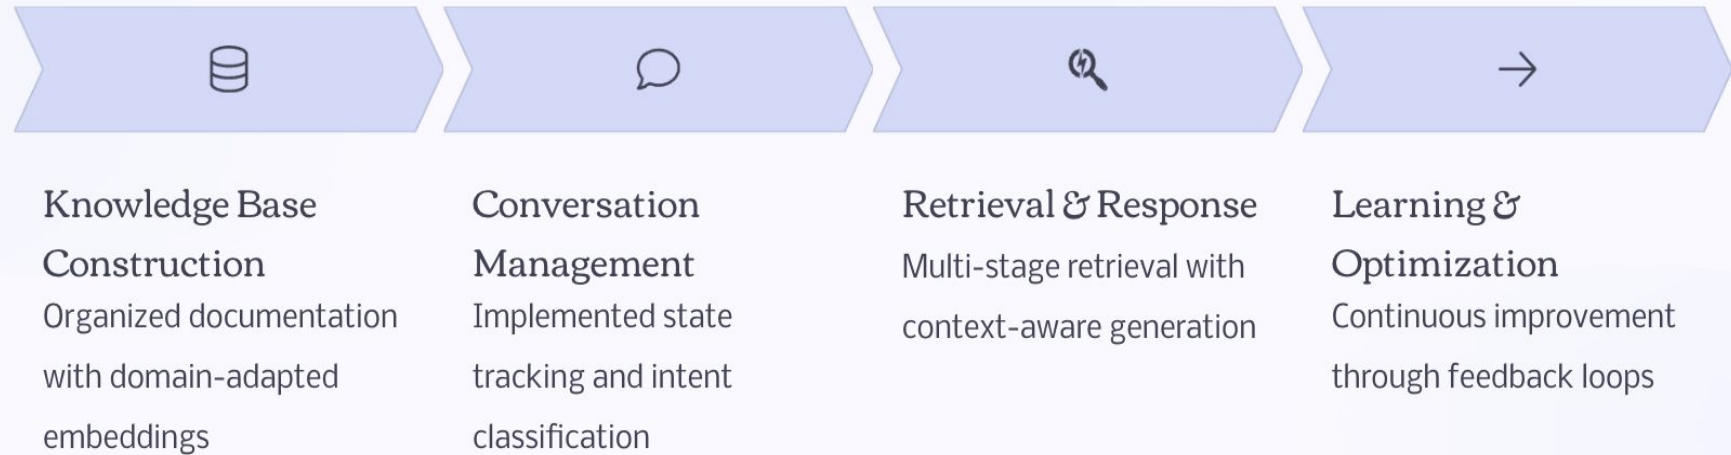 Knowledge Base
Construction
Organized documentation
with domain-adapted
embeddings
Conversation
Management
Implemented state
tracking and intent
classification
Retrieval & Response
Multi-stage retrieval with
context-aware generation
Learning &
Optimization
Continuous improvement
through feedback loops